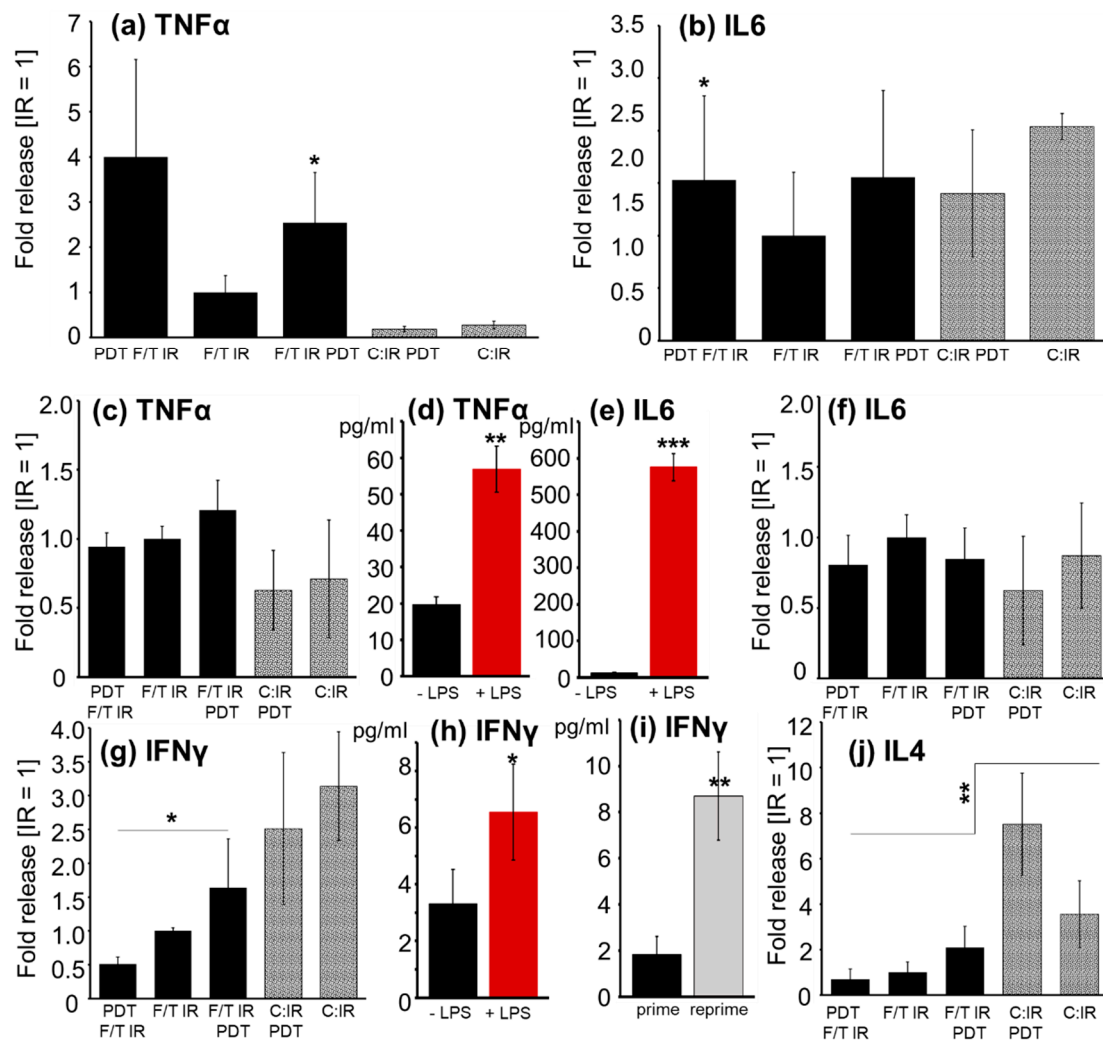 (a) TNFα
Fold release [IR = 1]
7
6
5
4
3
2
1
0
*
PDT F/T IR
F/T IR
F/T IR PDT
C:IR PDT
C:IR
(b) IL6
Fold release [IR = 1]
3.5
3.0
2.5
2.0
1.5
1.0
0.5
0
*
PDT F/T IR
F/T IR
F/T IR PDT
C:IR PDT
C:IR
(c) TNFα
Fold release [IR = 1]
2.0
1.5
1.0
0.5
0
PDT
F/T IR
F/T IR
F/T IR
PDT
C:IR
PDT
C:IR
(d) TNFα
pg/ml
70
60
50
40
30
20
10
0
**
- LPS
+ LPS
(e) IL6
pg/ml
700
600
500
400
300
200
100
0
***
- LPS
+ LPS
(f) IL6
Fold release [IR = 1]
2.0
1.5
1.0
0.5
0
PDT
F/T IR
F/T IR
F/T IR
PDT
C:IR
PDT
C:IR
(g) IFNγ
Fold release [IR = 1]
4.0
3.5
3.0
2.5
2.0
1.5
1.0
0.5
0
*
PDT
F/T IR
F/T IR
F/T IR
PDT
C:IR
PDT
C:IR
(h) IFNγ
pg/ml
8
6
4
2
0
*
- LPS
+ LPS
(i) IFNγ
pg/ml
10
8
6
4
2
0
**
prime
reprime
(j) IL4
Fold release [IR = 1]
12
10
8
6
4
2
0
**
PDT
F/T IR
F/T IR
F/T IR
PDT
C:IR
PDT
C:IR